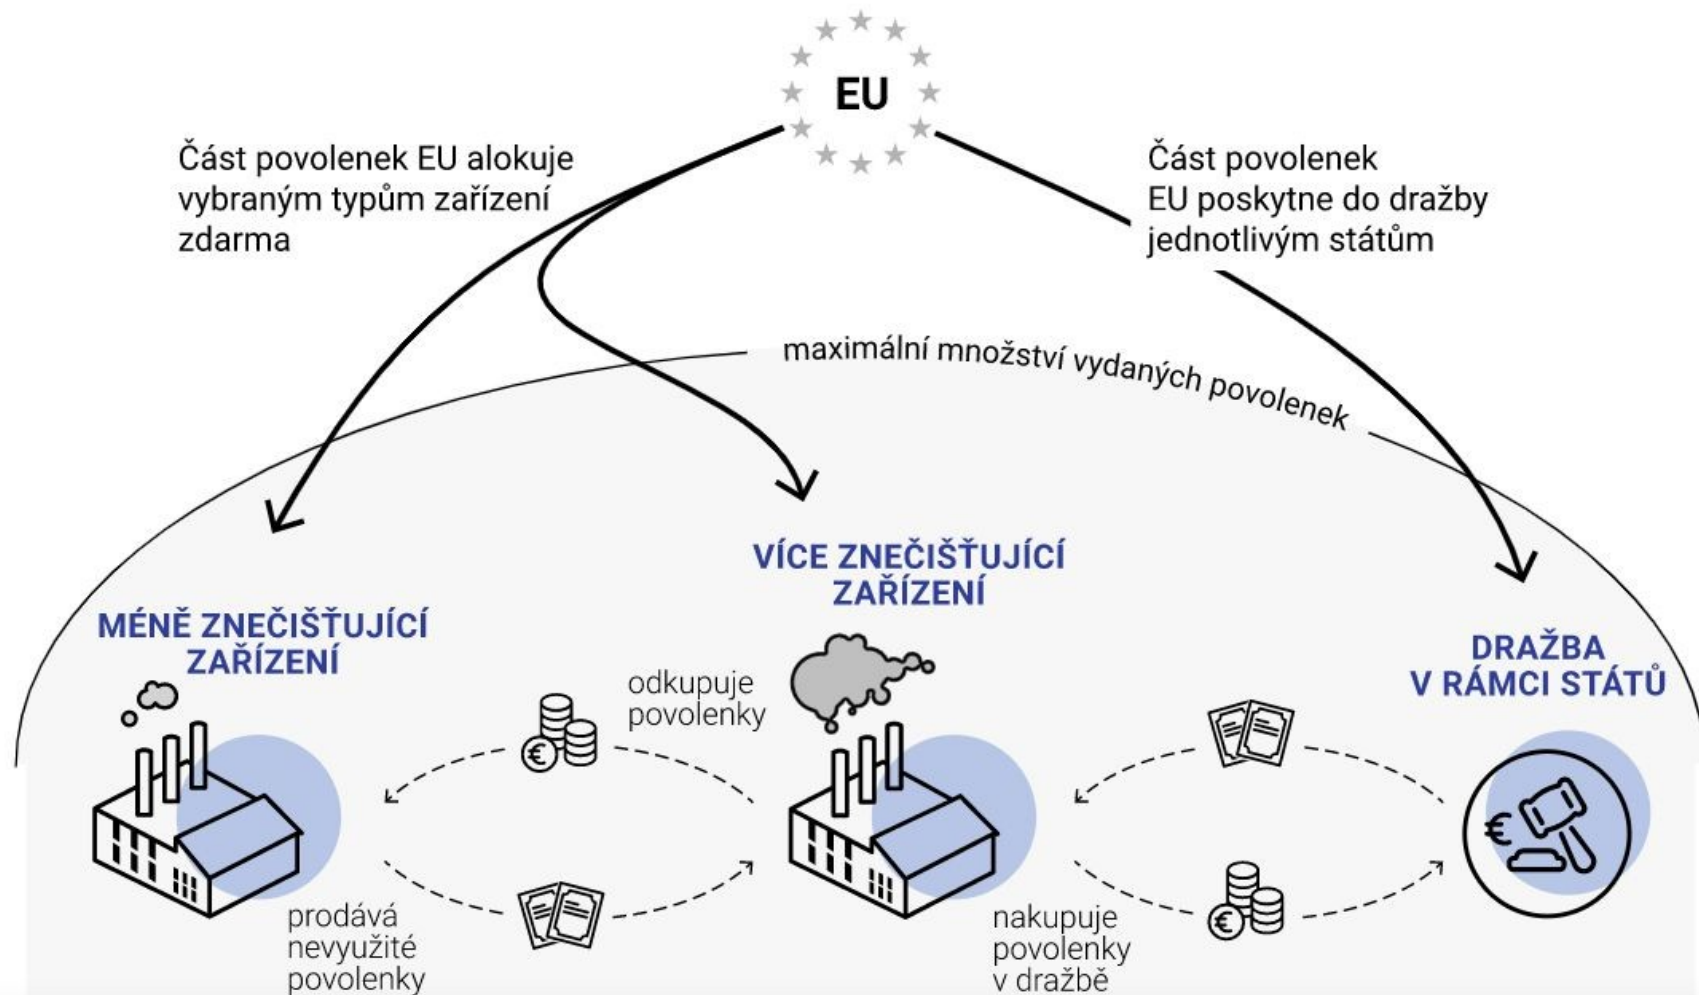 EU
Část povolenek EU alokuje
vybraným typům zařízení
zdarma
Část povolenek
EU poskytne do dražby
jednotlivým státům
maximální množství vydaných povolenek
VÍCE ZNEČIŠŤUJÍCÍ
ZAŘÍZENÍ
MÉNĚ ZNEČIŠŤUJÍCÍ
ZAŘÍZENÍ
DRAŽBA
V RÁMCI STÁTŮ
odkupuje
povolenky
€
€
prodává
nevyužité
povolenky
nakupuje
povolenky
v dražbě
€